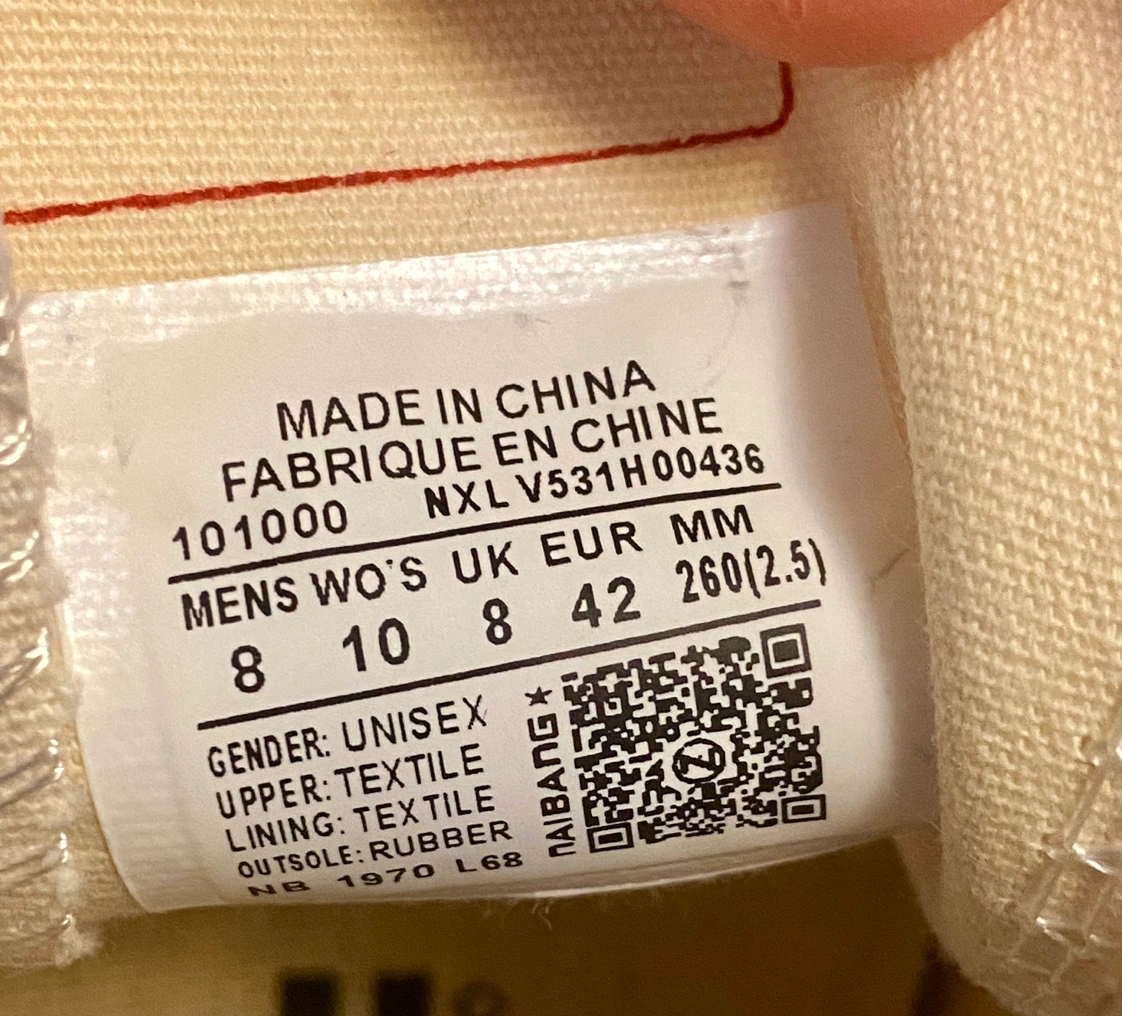 MADE IN CHINA
FABRIQUE EN CHINE
101000 NXL V531H00436
MENS WO'S UK EUR MM
8 10 8 42 260(2.5)
GENDER: UNISEX
UPPER: TEXTILE
LINING: TEXTILE
OUTSOLE: RUBBER
NB 1970 L68
NAIBANG★
Z